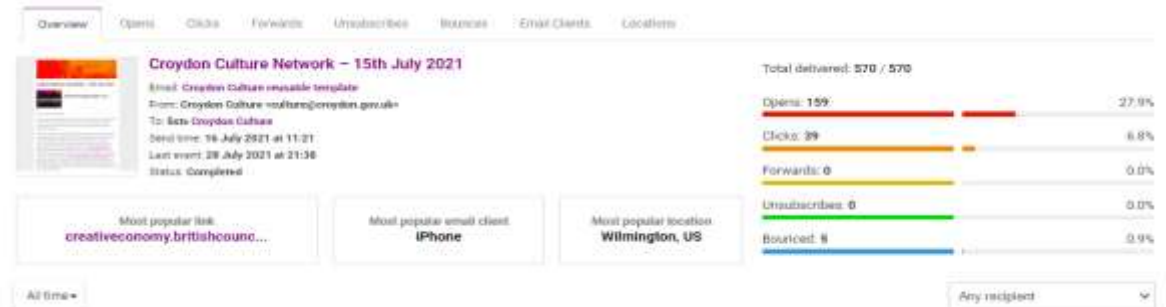 Overview Opens Clicks Forwards Unsubscribes Bounces Email Clients Locations
Croydon Culture Network – 15th July 2021
Email: Croydon Culture reusable template
From: Croydon Culture <culture@croydon.gov.uk>
To: lists Croydon Culture
Send time: 16 July 2021 at 11:21
Last event: 28 July 2021 at 21:38
Status: Completed
Most popular link
creativeconomy.britishcounc...
Most popular email client
iPhone
Most popular location
Wilmington, US
Total delivered: 570 / 570
Opens: 159 27.9%
Clicks: 39 6.8%
Forwards: 0 0.0%
Unsubscribes: 0 0.0%
Bounced: 5 0.9%
All time
Any recipient